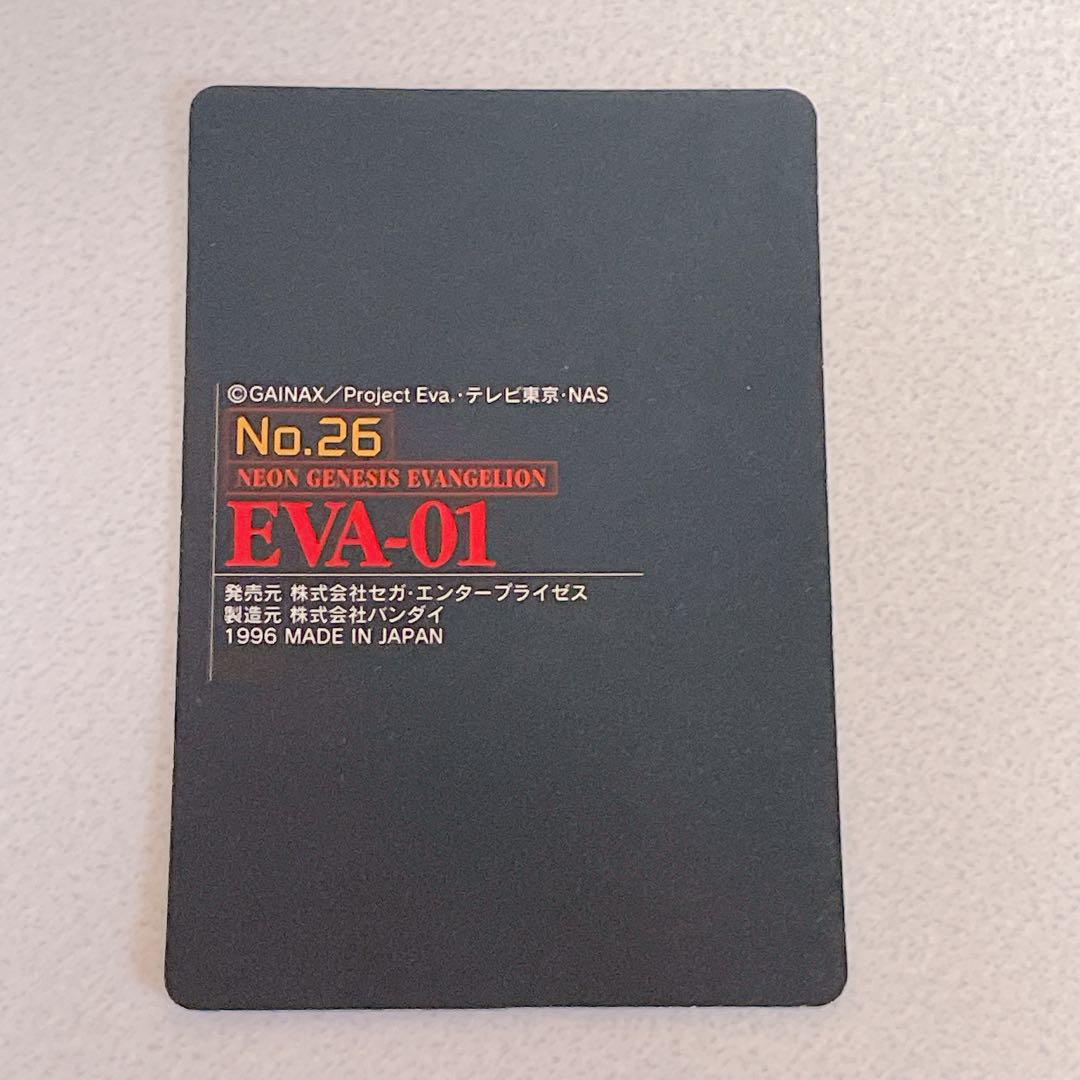 ©GAINAX／Project Eva.・テレビ東京・NAS
No.26
NEON GENESIS EVANGELION
EVA-01
発売元 株式会社セガ・エンタープライゼス
製造元 株式会社バンダイ
1996 MADE IN JAPAN